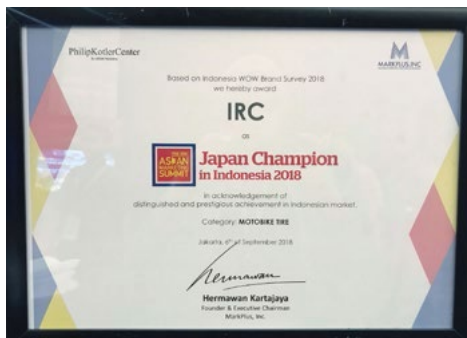 PhilipKotlerCenter
MARKPLUS, INC
Based on Indonesia WOW Brand Survey 2018
we hereby award
IRC
as
ASEAN
MARKETING
SUMMIT
Japan Champion
in Indonesia 2018
in acknowledgement of
distinguished and prestigious achievement in Indonesian market.
Category: MOTOBIKE TIRE
Jakarta, 6th of September 2018
Hermawan
Hermawan Kartajaya
Founder & Executive Chairman
MarkPlus, Inc.